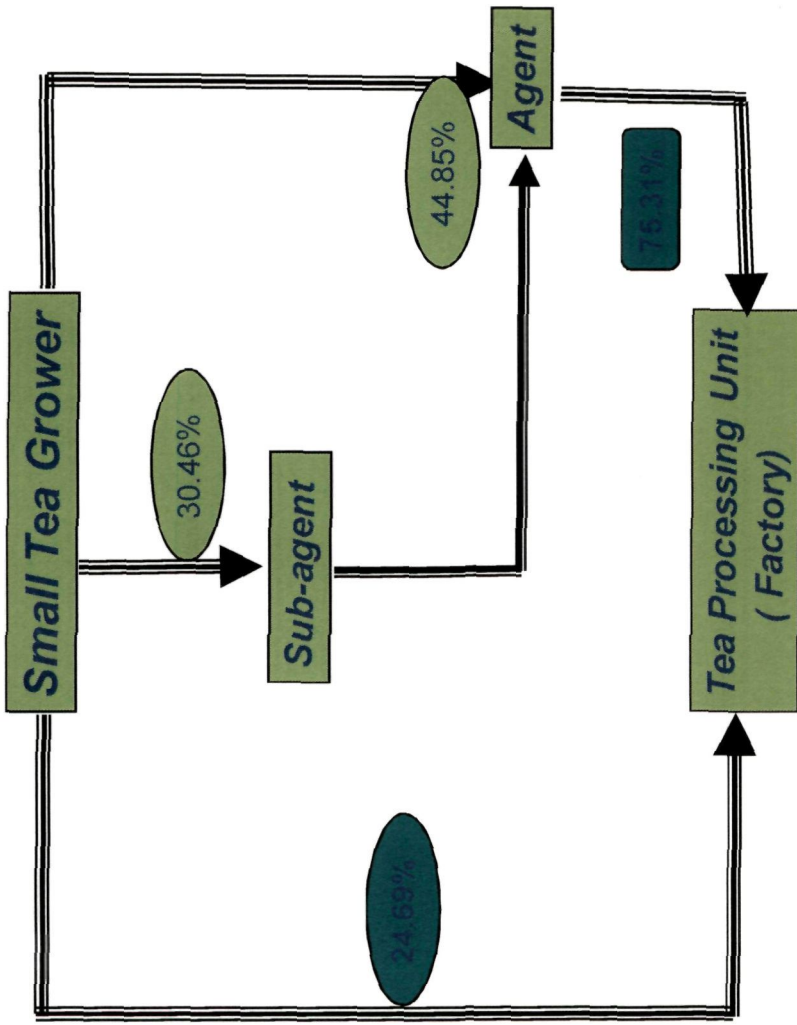 Small Tea Grower
30.46%
Sub-agent
44.85%
Agent
24.69%
75.31%
Tea Processing Unit
( Factory)